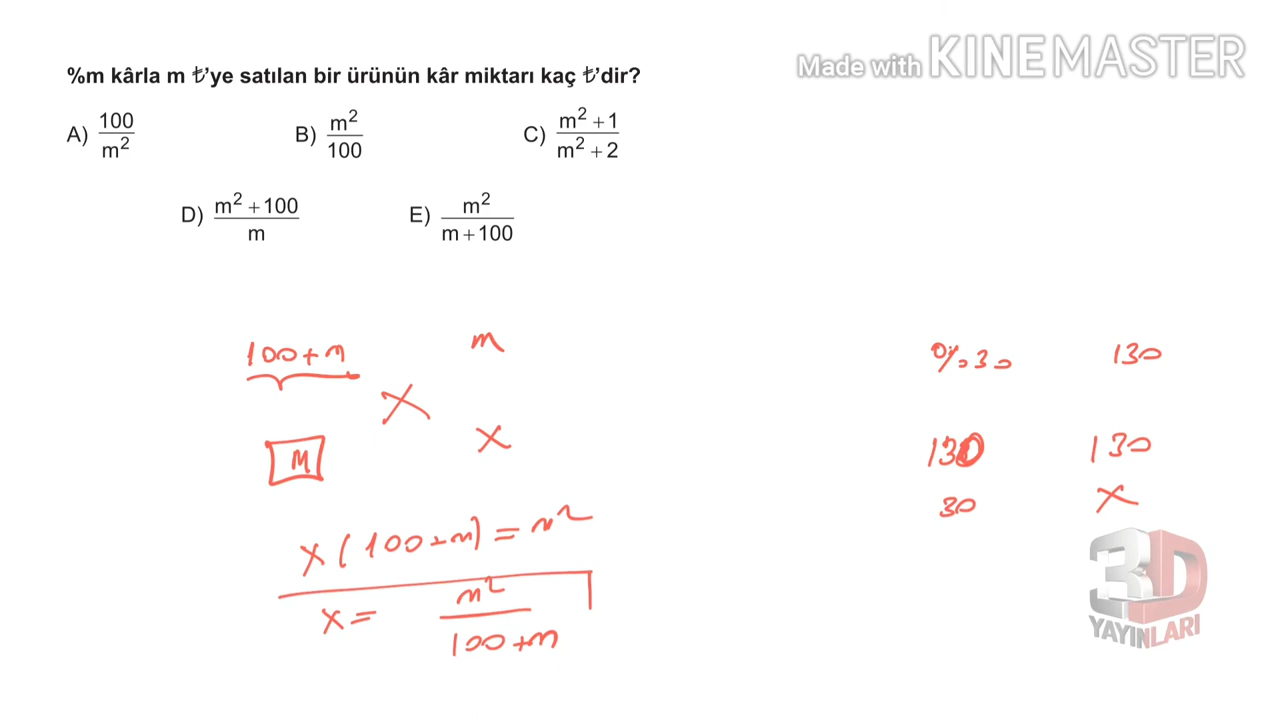 Made with KINEMASTER
%m kârla m ₺'ye satılan bir ürünün kâr miktarı kaç ₺'dir?
A) 100/m² B) m²/100 C) m² + 1/m² + 2
D) m² + 100/m E) m²/m + 100
100 + m m
m x
x (100 + m) = m²
x = m²/100 + m
%30 130
130 130
30 x
3D
YAYINLARI